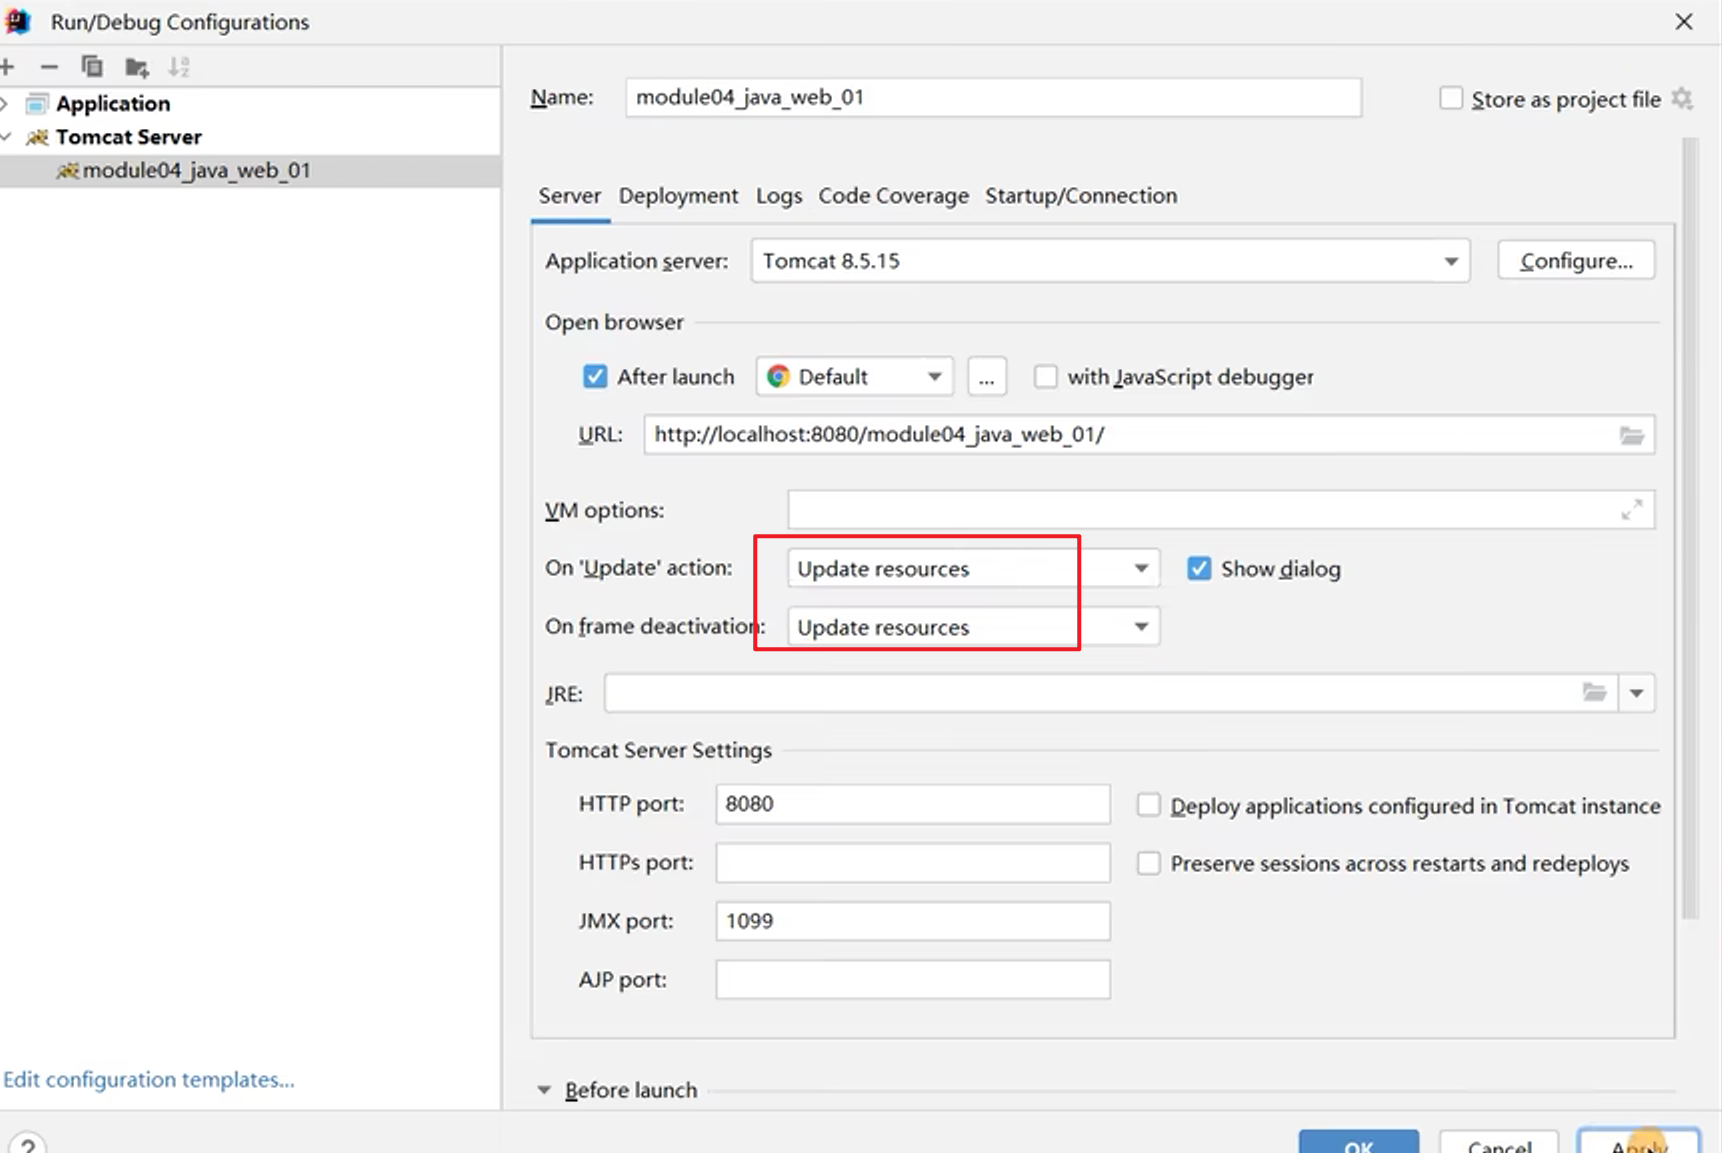 Run/Debug Configurations
Application
Tomcat Server
module04_java_web_01
Edit configuration templates...
Name: module04_java_web_01
Store as project file
Server Deployment Logs Code Coverage Startup/Connection
Application server: Tomcat 8.5.15 Configure...
Open browser
After launch Default ... with JavaScript debugger
URL: http://localhost:8080/module04_java_web_01/
VM options:
On 'Update' action: Update resources Show dialog
On frame deactivation: Update resources
JRE:
Tomcat Server Settings
HTTP port: 8080 Deploy applications configured in Tomcat instance
HTTPs port: Preserve sessions across restarts and redeploys
JMX port: 1099
AJP port:
Before launch
? OK Cancel Apply